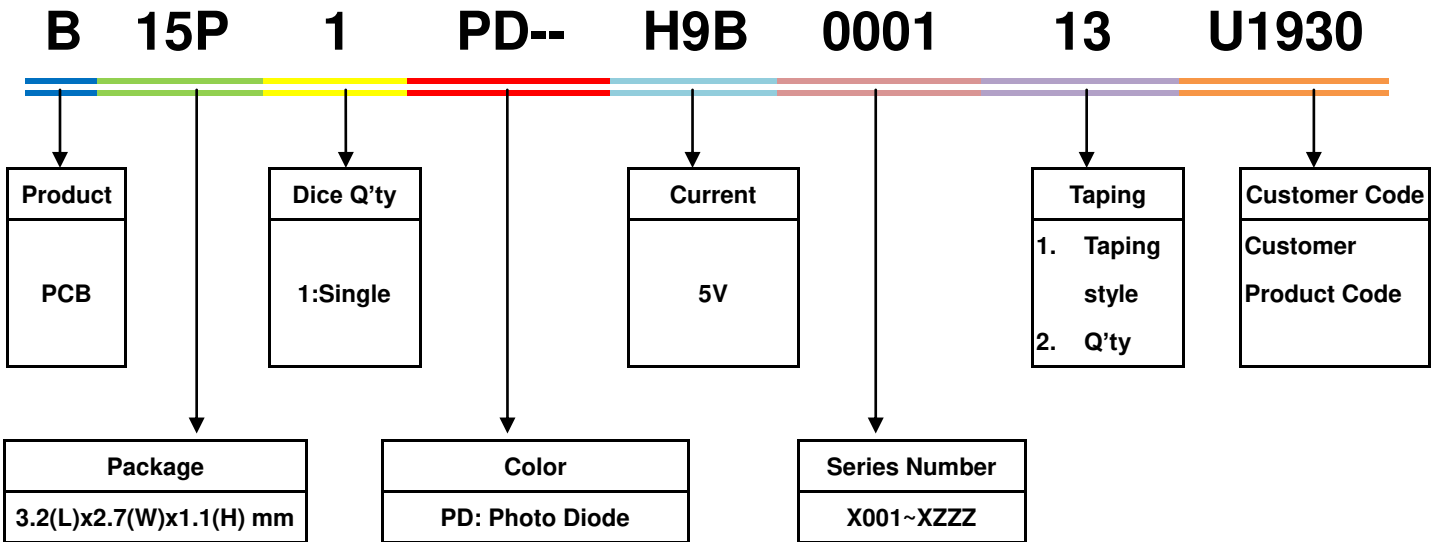 B 15P 1 PD-- H9B 0001 13 U1930
Product
PCB
Dice Q'ty
1:Single
Current
5V
Taping
1. Taping
style
2. Q'ty
Customer Code
Customer
Product Code
Package
3.2(L)x2.7(W)x1.1(H) mm
Color
PD: Photo Diode
Series Number
X001~XZZZ